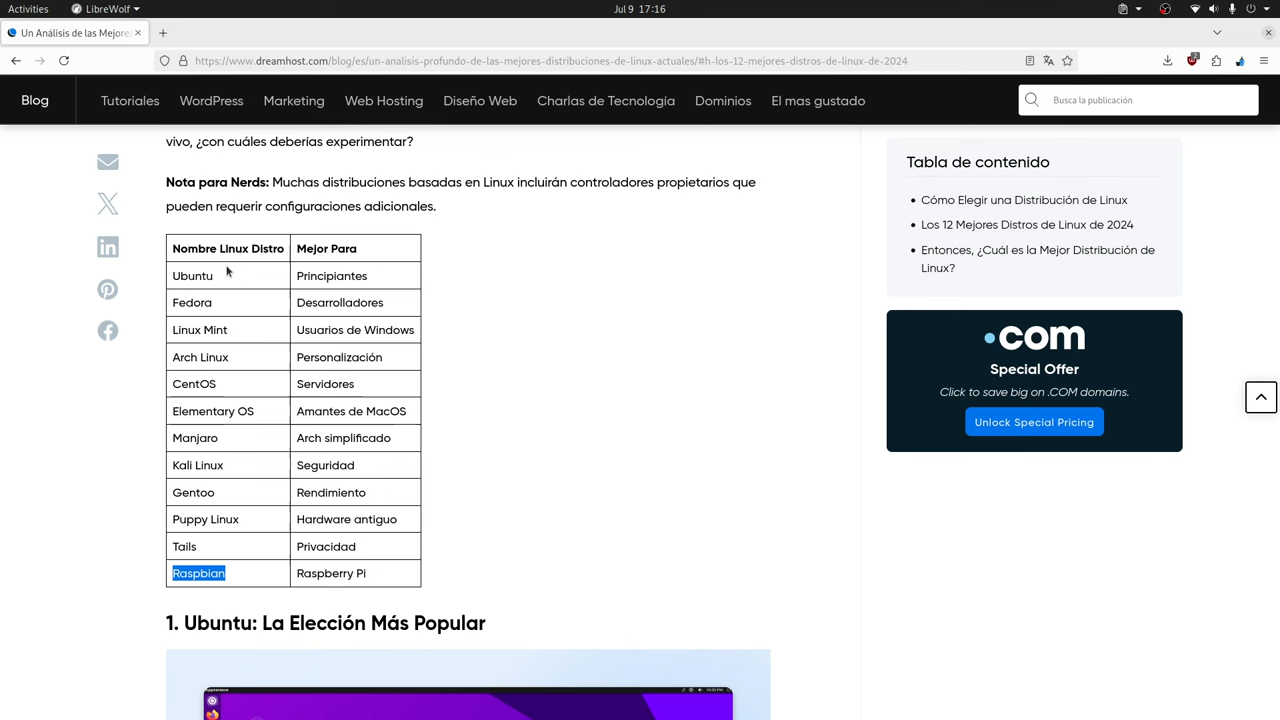 Activities LibreWolf Jul 9 17:16
Un Análisis de las Mejore
https://www.dreamhost.com/blog/es/un-analisis-profundo-de-las-mejores-distribuciones-de-linux-actuales/#h-los-12-mejores-distros-de-linux-de-2024
Blog Tutoriales WordPress Marketing Web Hosting Diseño Web Charlas de Tecnología Dominios El mas gustado Busca la publicación
vivo, ¿con cuáles deberías experimentar?
Nota para Nerds: Muchas distribuciones basadas en Linux incluirán controladores propietarios que
pueden requerir configuraciones adicionales.
Nombre Linux Distro Mejor Para
Ubuntu Principiantes
Fedora Desarrolladores
Linux Mint Usuarios de Windows
Arch Linux Personalización
CentOS Servidores
Elementary OS Amantes de MacOS
Manjaro Arch simplificado
Kali Linux Seguridad
Gentoo Rendimiento
Puppy Linux Hardware antiguo
Tails Privacidad
Raspbian Raspberry Pi
1. Ubuntu: La Elección Más Popular
Tabla de contenido
Cómo Elegir una Distribución de Linux
Los 12 Mejores Distros de Linux de 2024
Entonces, ¿Cuál es la Mejor Distribución de
Linux?
.com
Special Offer
Click to save big on .COM domains.
Unlock Special Pricing